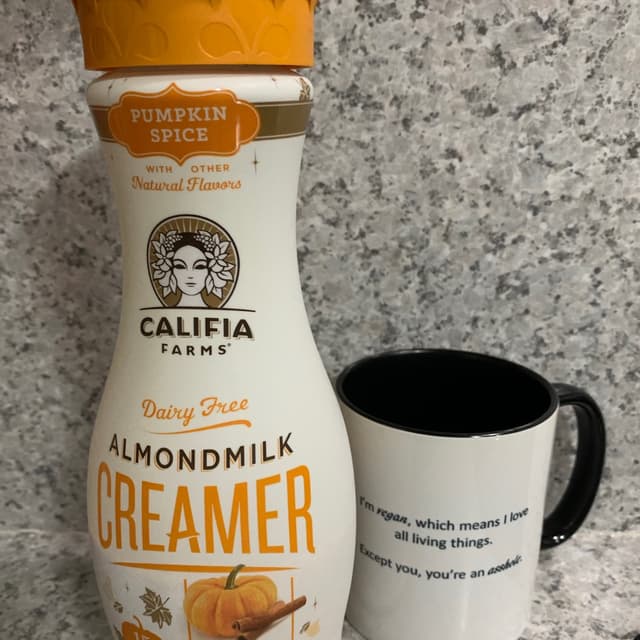 PUMPKIN
SPICE
WITH OTHER
Natural Flavors
CALIFIA
FARMS
Dairy Free
ALMONDMILK
CREAMER
I'm vegan, which means I love
all living things.
Except you, you're an asshole.